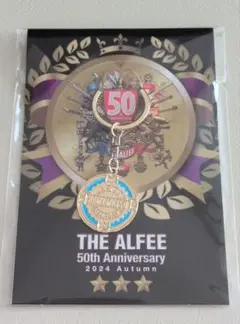 50
THE ALFEE
50th Anniversary
2024 Autumn